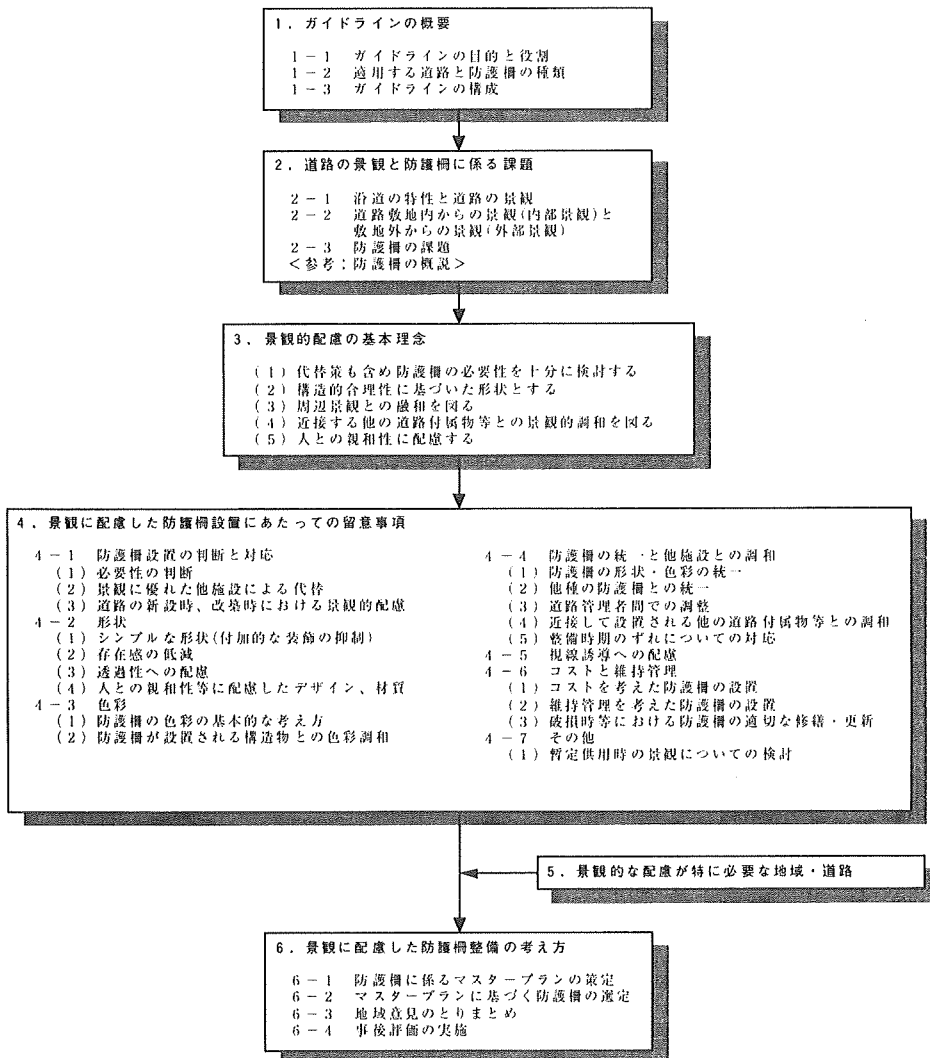 1．ガイドラインの概要
1－1 ガイドラインの目的と役割
1－2 適用する道路と防護柵の種類
1－3 ガイドラインの構成
2．道路の景観と防護柵に係る課題
2－1 沿道の特性と道路の景観
2－2 道路敷地内からの景観(内部景観)と
敷地外からの景観(外部景観)
2－3 防護柵の課題
＜参考：防護柵の概説＞
3．景観的配慮の基本理念
(1) 代替策も含め防護柵の必要性を十分に検討する
(2) 構造的合理性に基づいた形状とする
(3) 周辺景観との融和を図る
(4) 近接する他の道路付属物等との景観的調和を図る
(5) 人との親和性に配慮する
4．景観に配慮した防護柵設置にあたっての留意事項
4－1 防護柵設置の判断と対応
(1) 必要性の判断
(2) 景観に優れた他施設による代替
(3) 道路の新設時、改築時における景観的配慮
4－2 形状
(1) シンプルな形状(付加的な装飾の抑制)
(2) 存在感の低減
(3) 透過性への配慮
(4) 人との親和性等に配慮したデザイン、材質
4－3 色彩
(1) 防護柵の色彩の基本的な考え方
(2) 防護柵が設置される構造物との色彩調和
4－4 防護柵の統一と他施設との調和
(1) 防護柵の形状・色彩の統一
(2) 他種の防護柵との統一
(3) 道路管理者間での調整
(4) 近接して設置される他の道路付属物等との調和
(5) 整備時期のずれについての対応
4－5 視線誘導への配慮
4－6 コストと維持管理
(1) コストを考えた防護柵の設置
(2) 維持管理を考えた防護柵の設置
(3) 破損時等における防護柵の適切な修繕・更新
4－7 その他
(1) 暫定供用時の景観についての検討
5．景観的な配慮が特に必要な地域・道路
6．景観に配慮した防護柵整備の考え方
6－1 防護柵に係るマスタープランの策定
6－2 マスタープランに基づく防護柵の選定
6－3 地域意見のとりまとめ
6－4 事後評価の実施